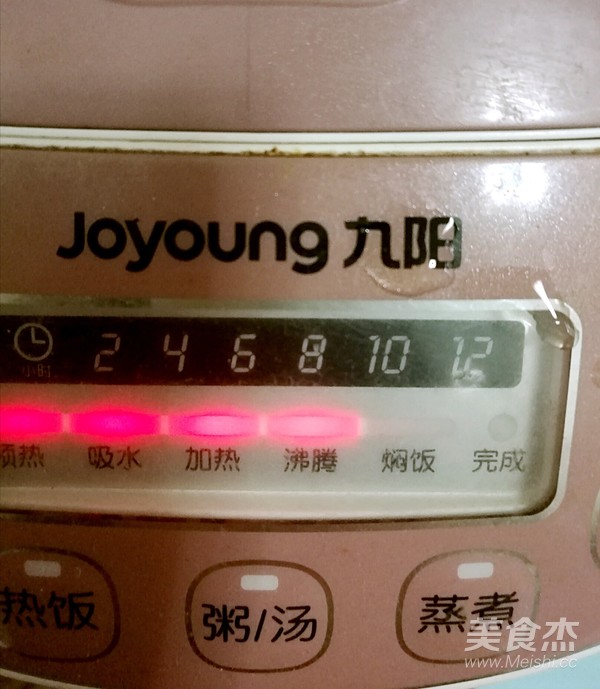 Joyoung 九阳
小时 2 4 6 8 10 12
预热 吸水 加热 沸腾 焖饭 完成
热饭 粥/汤 蒸煮
美食杰
www.Meishi.cc